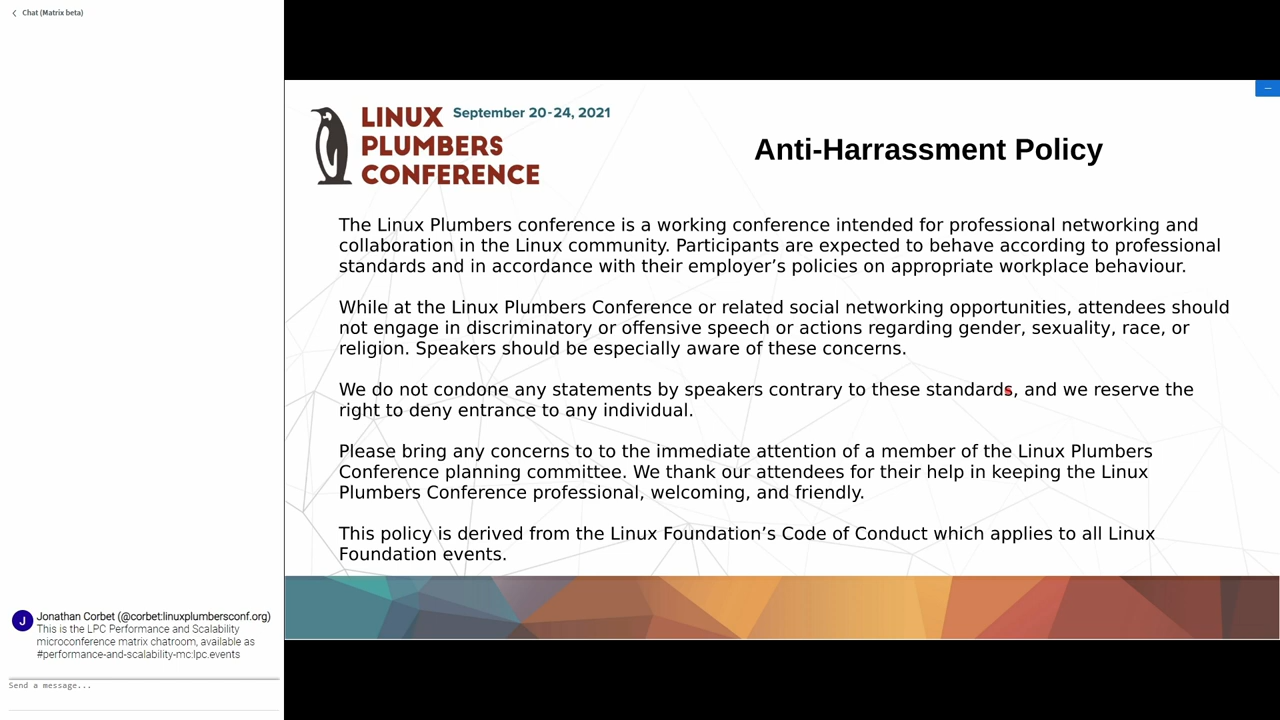 Chat (Matrix beta)
LINUX September 20-24, 2021
PLUMBERS
CONFERENCE
Anti-Harrassment Policy
The Linux Plumbers conference is a working conference intended for professional networking and
collaboration in the Linux community. Participants are expected to behave according to professional
standards and in accordance with their employer’s policies on appropriate workplace behaviour.
While at the Linux Plumbers Conference or related social networking opportunities, attendees should
not engage in discriminatory or offensive speech or actions regarding gender, sexuality, race, or
religion. Speakers should be especially aware of these concerns.
We do not condone any statements by speakers contrary to these standards, and we reserve the
right to deny entrance to any individual.
Please bring any concerns to to the immediate attention of a member of the Linux Plumbers
Conference planning committee. We thank our attendees for their help in keeping the Linux
Plumbers Conference professional, welcoming, and friendly.
This policy is derived from the Linux Foundation’s Code of Conduct which applies to all Linux
Foundation events.
J
Jonathan Corbet (@corbet:linuxplumbersconf.org)
This is the LPC Performance and Scalability
microconference matrix chatroom, available as
#performance-and-scalability-mc:lpc.events
Send a message...